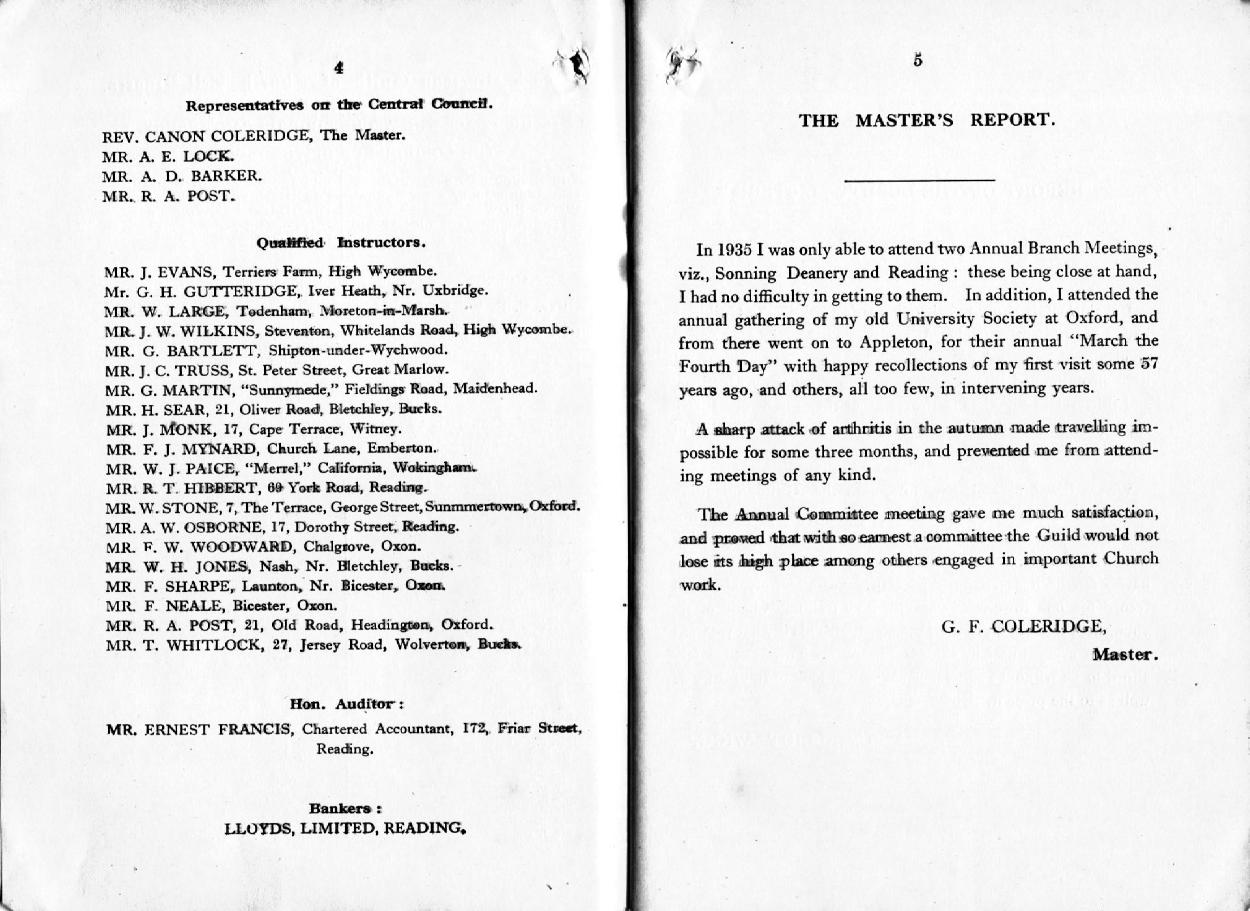 4
Representatives on the Central Council.
REV. CANON COLERIDGE, The Master.
MR. A. E. LOCK.
MR. A. D. BARKER.
MR. R. A. POST.
Qualified Instructors.
MR. J. EVANS, Terriers Farm, High Wycombe.
Mr. G. H. GUTTERIDGE, Iver Heath, Nr. Uxbridge.
MR. W. LARGE, Todenham, Moreton-in-Marsh.
MR. J. W. WILKINS, Steventon, Whitelands Road, High Wycombe.
MR. G. BARTLETT, Shipton-under-Wychwood.
MR. J. C. TRUSS, St. Peter Street, Great Marlow.
MR. G. MARTIN, "Sunnymede," Fieldings Road, Maidenhead.
MR. H. SEAR, 21, Oliver Road, Bletchley, Bucks.
MR. J. MONK, 17, Cape Terrace, Witney.
MR. F. J. MYNARD, Church Lane, Emberton.
MR. W. J. PAICE, "Merrel," California, Wokingham.
MR. R. T. HIBBERT, 69 York Road, Reading.
MR. W. STONE, 7, The Terrace, George Street, Sunmmertown, Oxford.
MR. A. W. OSBORNE, 17, Dorothy Street, Reading.
MR. F. W. WOODWARD, Chalgrove, Oxon.
MR. W. H. JONES, Nash, Nr. Bletchley, Bucks.
MR. F. SHARPE, Launton, Nr. Bicester, Oxon.
MR. F. NEALE, Bicester, Oxon.
MR. R. A. POST, 21, Old Road, Headington, Oxford.
MR. T. WHITLOCK, 27, Jersey Road, Wolverton, Bucks.
Hon. Auditor :
MR. ERNEST FRANCIS, Chartered Accountant, 172, Friar Street,
Reading.
Bankers :
LLOYDS, LIMITED, READING.
5
THE MASTER'S REPORT.
In 1935 I was only able to attend two Annual Branch Meetings,
viz., Sonning Deanery and Reading : these being close at hand,
I had no difficulty in getting to them. In addition, I attended the
annual gathering of my old University Society at Oxford, and
from there went on to Appleton, for their annual "March the
Fourth Day" with happy recollections of my first visit some 57
years ago, and others, all too few, in intervening years.
A sharp attack of arthritis in the autumn made travelling im-
possible for some three months, and prevented me from attend-
ing meetings of any kind.
The Annual Committee meeting gave me much satisfaction,
and proved that with so earnest a committee the Guild would not
lose its high place among others engaged in important Church
work.
G. F. COLERIDGE,
Master.